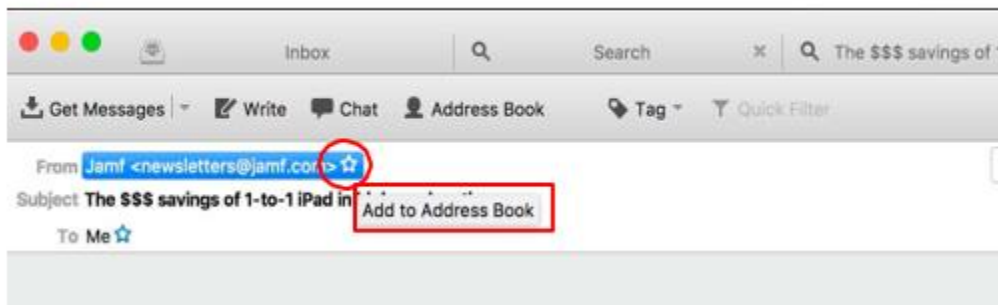 Inbox Search The $$$ savings of
Get Messages Write Chat Address Book Tag Quick Filter
From Jamf <newsletters@jamf.com>
Subject The $$$ savings of 1-to-1 iPad in
Add to Address Book
To Me